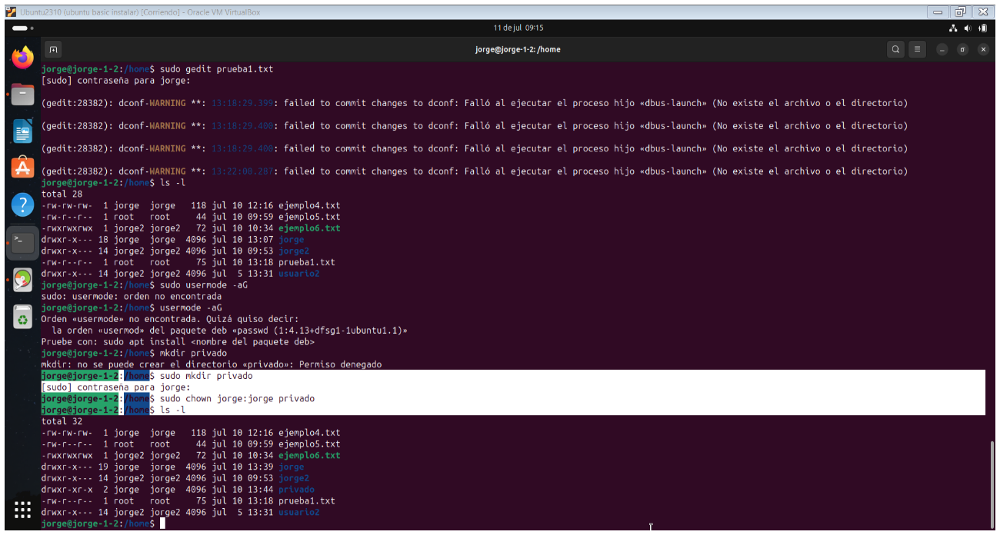 Ubuntu2310 (ubuntu basic instalar) [Corriendo] - Oracle VM VirtualBox
11 de jul 09:15
jorge@jorge-1-2: /home
jorge@jorge-1-2:/home$ sudo gedit prueba1.txt
[sudo] contraseña para jorge:
(gedit:28382): dconf-WARNING **: 13:18:29.399: failed to commit changes to dconf: Falló al ejecutar el proceso hijo «dbus-launch» (No existe el archivo o el directorio)
(gedit:28382): dconf-WARNING **: 13:18:29.400: failed to commit changes to dconf: Falló al ejecutar el proceso hijo «dbus-launch» (No existe el archivo o el directorio)
(gedit:28382): dconf-WARNING **: 13:18:29.400: failed to commit changes to dconf: Falló al ejecutar el proceso hijo «dbus-launch» (No existe el archivo o el directorio)
(gedit:28382): dconf-WARNING **: 13:22:00.287: failed to commit changes to dconf: Falló al ejecutar el proceso hijo «dbus-launch» (No existe el archivo o el directorio)
jorge@jorge-1-2:/home$ ls -l
total 28
-rw-rw-rw- 1 jorge jorge 118 jul 10 12:16 ejemplo4.txt
-rw-r--r-- 1 root root 44 jul 10 09:59 ejemplo5.txt
-rwxrwxrwx 1 jorge2 jorge2 72 jul 10 10:34 ejemplo6.txt
drwxr-x--- 18 jorge jorge 4096 jul 10 13:07 jorge
drwxr-x--- 14 jorge2 jorge2 4096 jul 10 09:53 jorge2
-rw-r--r-- 1 root root 75 jul 10 13:18 prueba1.txt
drwxr-x--- 14 jorge2 jorge2 4096 jul 5 13:31 usuario2
jorge@jorge-1-2:/home$ sudo usermode -aG
sudo: usermode: orden no encontrada
jorge@jorge-1-2:/home$ usermode -aG
Orden «usermode» no encontrada. Quizá quiso decir:
la orden «usermod» del paquete deb «passwd (1:4.13+dfsg1-1ubuntu1.1)»
Pruebe con: sudo apt install <nombre del paquete deb>
jorge@jorge-1-2:/home$ mkdir privado
mkdir: no se puede crear el directorio «privado»: Permiso denegado
jorge@jorge-1-2:/home$ sudo mkdir privado
[sudo] contraseña para jorge:
jorge@jorge-1-2:/home$ sudo chown jorge:jorge privado
jorge@jorge-1-2:/home$ ls -l
total 32
-rw-rw-rw- 1 jorge jorge 118 jul 10 12:16 ejemplo4.txt
-rw-r--r-- 1 root root 44 jul 10 09:59 ejemplo5.txt
-rwxrwxrwx 1 jorge2 jorge2 72 jul 10 10:34 ejemplo6.txt
drwxr-x--- 19 jorge jorge 4096 jul 10 13:39 jorge
drwxr-x--- 14 jorge2 jorge2 4096 jul 10 09:53 jorge2
drwxr-xr-x 2 jorge jorge 4096 jul 10 13:44 privado
-rw-r--r-- 1 root root 75 jul 10 13:18 prueba1.txt
drwxr-x--- 14 jorge2 jorge2 4096 jul 5 13:31 usuario2
jorge@jorge-1-2:/home$